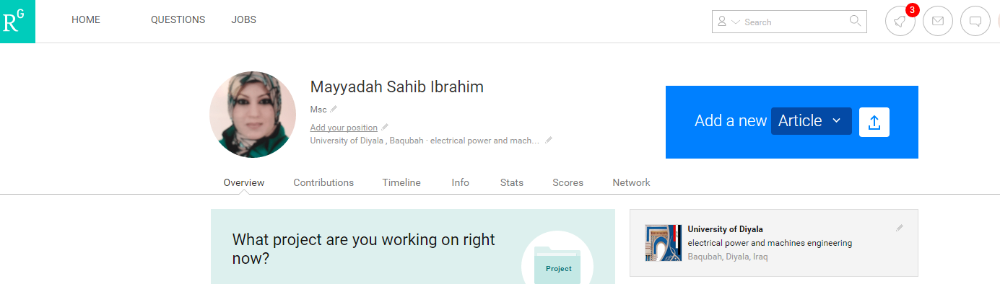 RG
HOME QUESTIONS JOBS
Search
3
Mayyadah Sahib Ibrahim
Msc
Add your position
University of Diyala , Baqubah · electrical power and mach...
Add a new Article
Overview Contributions Timeline Info Stats Scores Network
What project are you working on right
now?
Project
University of Diyala
electrical power and machines engineering
Baqubah, Diyala, Iraq